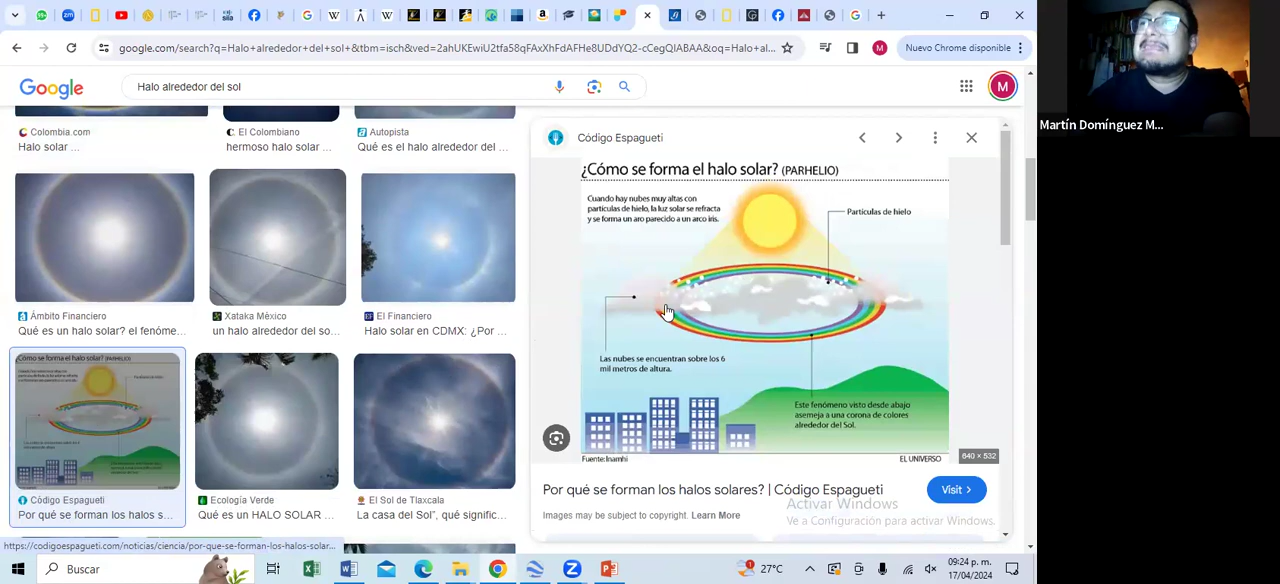 google.com/search?q=Halo+alrededor+del+sol+&tbm=isch&ved=2ahUKEwiU2tfa58qFAxXhFdAFHe8UDdYQ2-cCegQIABAA&oq=Halo+al...
Nuevo Chrome disponible
Google
Halo alrededor del sol
M
M
Colombia.com
Halo solar ...
El Colombiano
hermoso halo solar ...
Autopista
Qué es el halo alrededor del ...
Ámbito Financiero
Qué es un halo solar? el fenóme...
Xataka México
un halo alrededor del so...
El Financiero
Halo solar en CDMX: ¿Por ...
Código Espagueti
Por qué se forman los halos s...
Ecología Verde
Qué es un HALO SOLAR ...
El Sol de Tlaxcala
La casa del Sol”, qué signific...
Código Espagueti
¿Cómo se forma el halo solar? (PARHELIO)
Cuando hay nubes muy altas con
partículas de hielo, la luz solar se refracta
y se forma un aro parecido a un arco iris.
Partículas de hielo
Las nubes se encuentran sobre los 6
mil metros de altura.
Este fenómeno visto desde abajo
asemeja a una corona de colores
alrededor del Sol.
Fuente: Inamhi
EL UNIVERSO
640 × 532
Por qué se forman los halos solares? | Código Espagueti
Visit
Images may be subject to copyright. Learn More
Activar Windows
Ve a Configuración para activar Windows.
https://codigoespagueti.com/noticias/ciencia/por-que-se-forman-los-halos-solar...
Buscar
27°C
09:24 p. m.
17/04/2024
Martín Domínguez M...